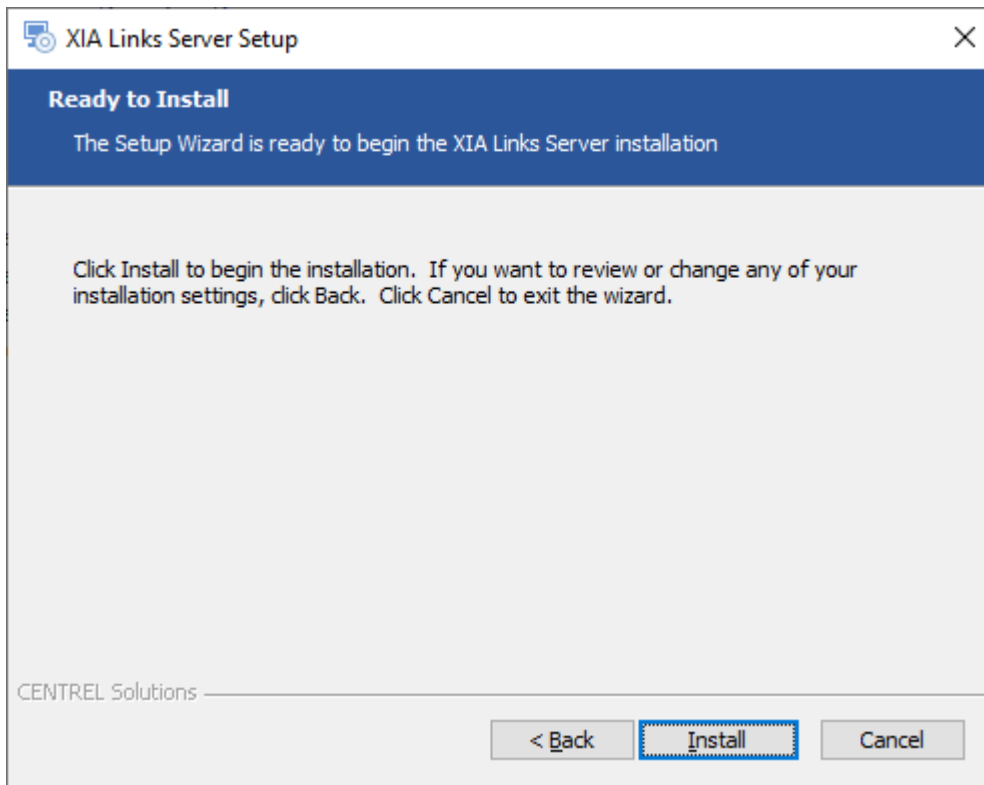 XIA Links Server Setup
Ready to Install
The Setup Wizard is ready to begin the XIA Links Server installation
Click Install to begin the installation.  If you want to review or change any of your
installation settings, click Back.  Click Cancel to exit the wizard.
CENTREL Solutions
< Back
Install
Cancel